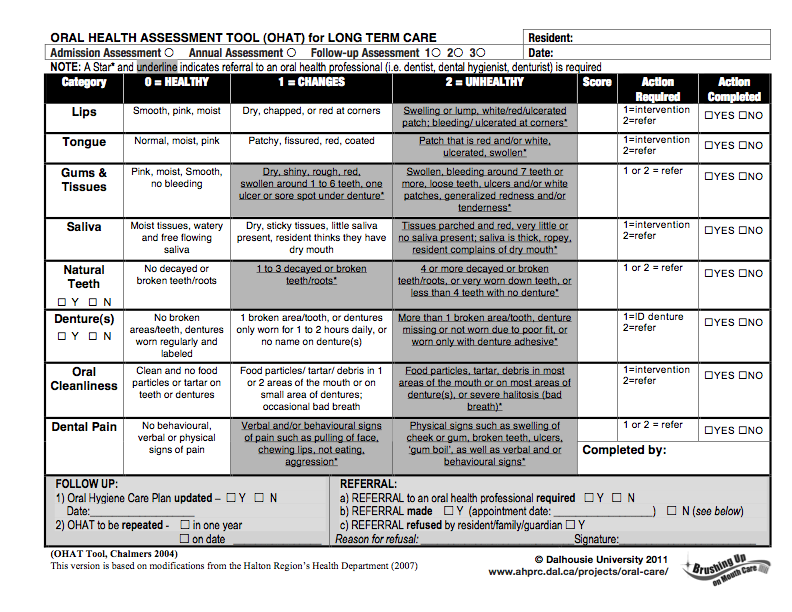 ORAL HEALTH ASSESSMENT TOOL (OHAT) for LONG TERM CARE
Resident:
Admission Assessment ○ Annual Assessment ○ Follow-up Assessment 1○ 2○ 3○
Date:
NOTE: A Star* and underline indicates referral to an oral health professional (i.e. dentist, dental hygienist, denturist) is required
Category
0 = HEALTHY
1 = CHANGES
2 = UNHEALTHY
Score
Action
Required
Action
Completed
Lips
Smooth, pink, moist
Dry, chapped, or red at corners
Swelling or lump, white/red/ulcerated
patch; bleeding/ ulcerated at corners*
1=intervention
2=refer
☐YES ☐NO
Tongue
Normal, moist, pink
Patchy, fissured, red, coated
Patch that is red and/or white,
ulcerated, swollen*
1=intervention
2=refer
☐YES ☐NO
Gums &
Tissues
Pink, moist, Smooth,
no bleeding
Dry, shiny, rough, red,
swollen around 1 to 6 teeth, one
ulcer or sore spot under denture*
Swollen, bleeding around 7 teeth or
more, loose teeth, ulcers and/or white
patches, generalized redness and/or
tenderness*
1 or 2 = refer
☐YES ☐NO
Saliva
Moist tissues, watery
and free flowing
saliva
Dry, sticky tissues, little saliva
present, resident thinks they have
dry mouth
Tissues parched and red, very little or
no saliva present; saliva is thick, ropey,
resident complains of dry mouth*
1=intervention
2=refer
☐YES ☐NO
Natural
Teeth
☐ Y ☐ N
No decayed or
broken teeth/roots
1 to 3 decayed or broken
teeth/roots*
4 or more decayed or broken
teeth/roots, or very worn down teeth, or
less than 4 teeth with no denture*
1 or 2 = refer
☐YES ☐NO
Denture(s)
☐ Y ☐ N
No broken
areas/teeth, dentures
worn regularly and
labeled
1 broken area/tooth, or dentures
only worn for 1 to 2 hours daily, or
no name on denture(s)
More than 1 broken area/tooth, denture
missing or not worn due to poor fit, or
worn only with denture adhesive*
1=ID denture
2=refer
☐YES ☐NO
Oral
Cleanliness
Clean and no food
particles or tartar on
teeth or dentures
Food particles/ tartar/ debris in 1
or 2 areas of the mouth or on
small area of dentures;
occasional bad breath
Food particles, tartar, debris in most
areas of the mouth or on most areas of
denture(s), or severe halitosis (bad
breath)*
1=intervention
2=refer
☐YES ☐NO
Dental Pain
No behavioural,
verbal or physical
signs of pain
Verbal and/or behavioural signs
of pain such as pulling of face,
chewing lips, not eating,
aggression*
Physical signs such as swelling of
cheek or gum, broken teeth, ulcers,
'gum boil', as well as verbal and or
behavioural signs*
1 or 2 = refer
☐YES ☐NO
Completed by:
FOLLOW UP:
1) Oral Hygiene Care Plan updated – ☐ Y ☐ N
Date:____________________
2) OHAT to be repeated - ☐ in one year
☐ on date ________________
REFERRAL:
a) REFERRAL to an oral health professional required ☐ Y ☐ N
b) REFERRAL made ☐ Y (appointment date: __________________) ☐ N (see below)
c) REFERRAL refused by resident/family/guardian ☐ Y
Reason for refusal:______________________________ Signature:________________________
(OHAT Tool, Chalmers 2004)
This version is based on modifications from the Halton Region's Health Department (2007)
© Dalhousie University 2011
www.ahprc.dal.ca/projects/oral-care/
Brushing Up
on Mouth Care